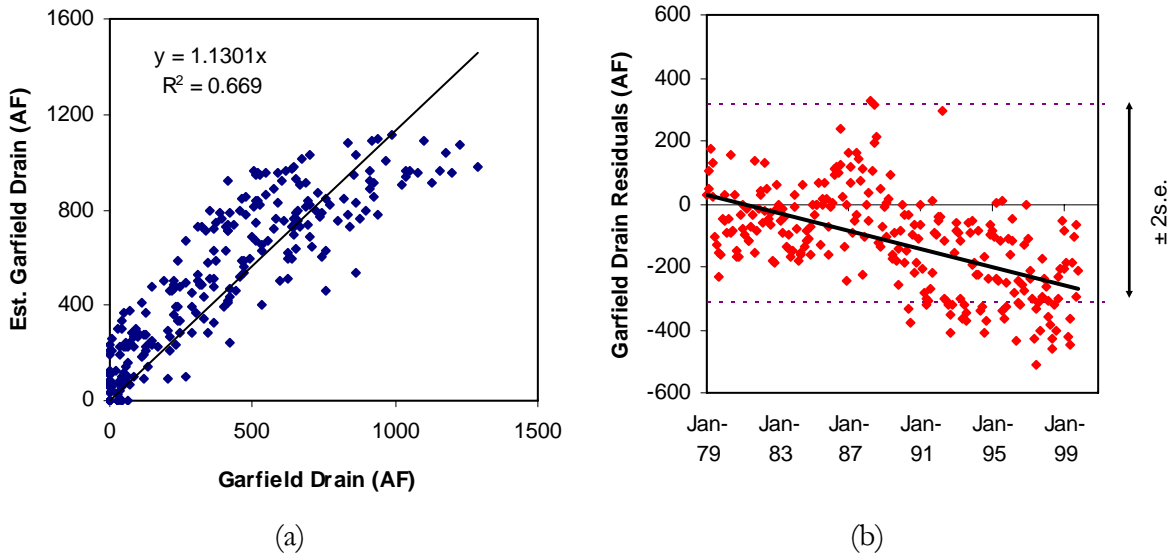 1600
1200
800
400
0
Est. Garfield Drain (AF)
y = 1.1301x
R² = 0.669
0 500 1000 1500
Garfield Drain (AF)
(a)
600
400
200
0
-200
-400
-600
Garfield Drain Residuals (AF)
Jan- Jan- Jan- Jan- Jan- Jan-
79 83 87 91 95 99
± 2s.e.
(b)